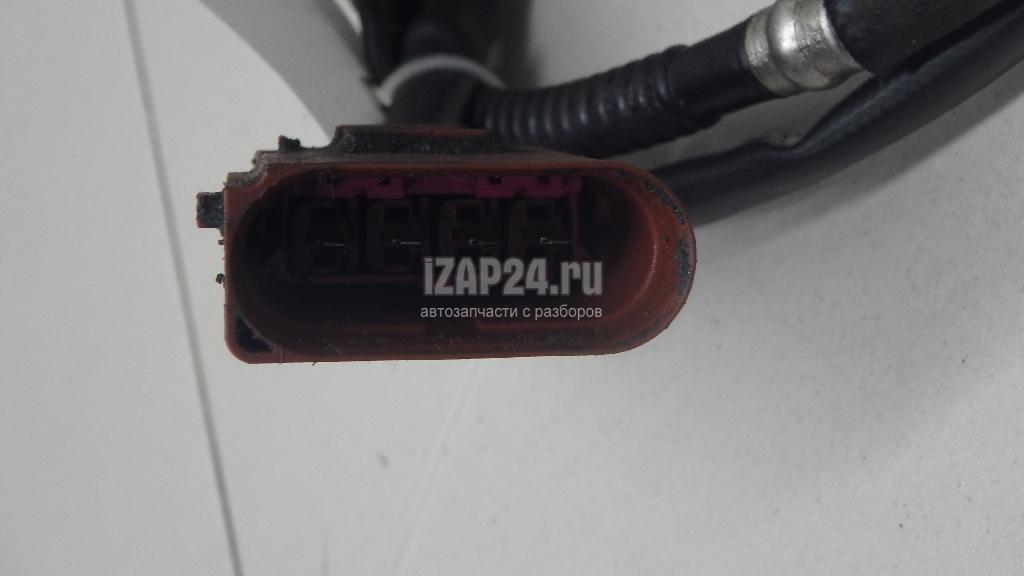 iZAP24.ru
автозапчасти с разборов